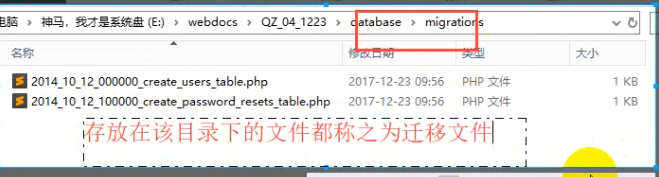 电脑 > 神马，我才是系统盘 (E:) > webdocs > QZ_04_1223 > database > migrations
名称 修改日期 类型 大小
2014_10_12_000000_create_users_table.php 2017-12-23 09:56 PHP 文件 1 KB
2014_10_12_100000_create_password_resets_table.php 2017-12-23 09:56 PHP 文件 1 KB
存放在该目录下的文件都称之为迁移文件